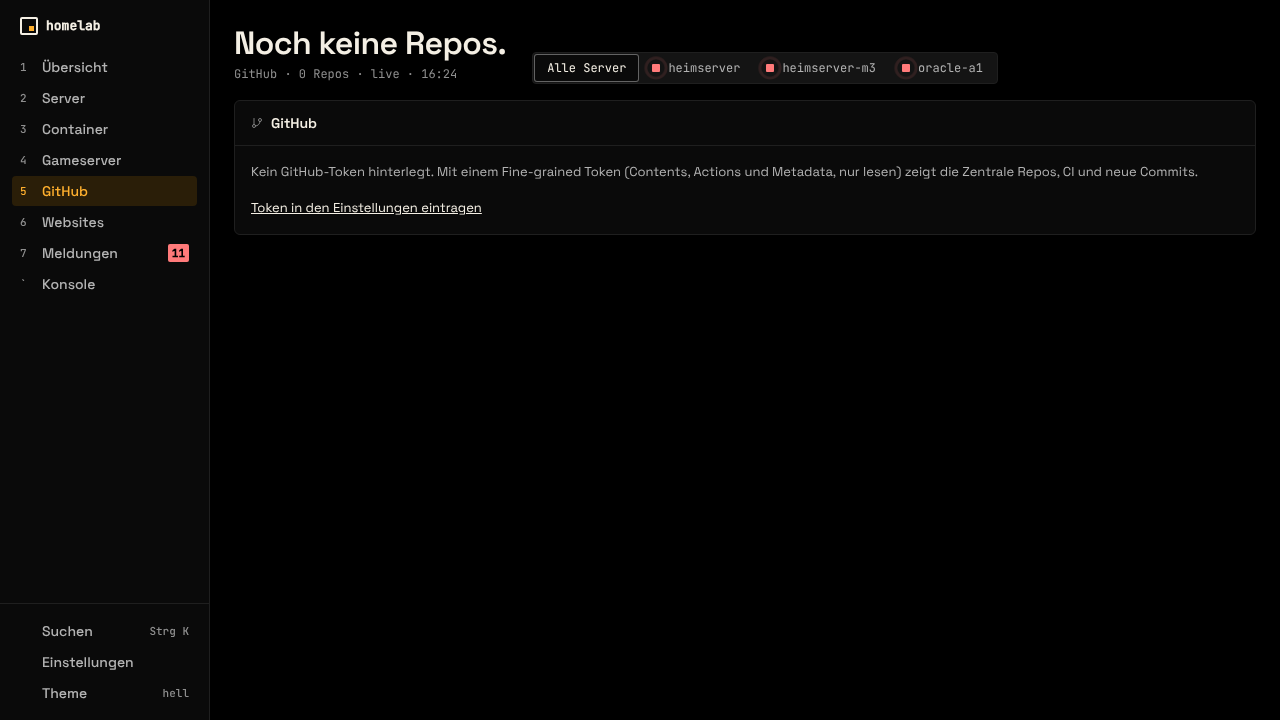 homelab
1 Übersicht
2 Server
3 Container
4 Gameserver
5 GitHub
6 Websites
7 Meldungen 11
` Konsole
Suchen Strg K
Einstellungen
Theme hell
Noch keine Repos.
GitHub · 0 Repos · live · 16:24
Alle Server heimserver heimserver-m3 oracle-a1
GitHub
Kein GitHub-Token hinterlegt. Mit einem Fine-grained Token (Contents, Actions und Metadata, nur lesen) zeigt die Zentrale Repos, CI und neue Commits.
Token in den Einstellungen eintragen